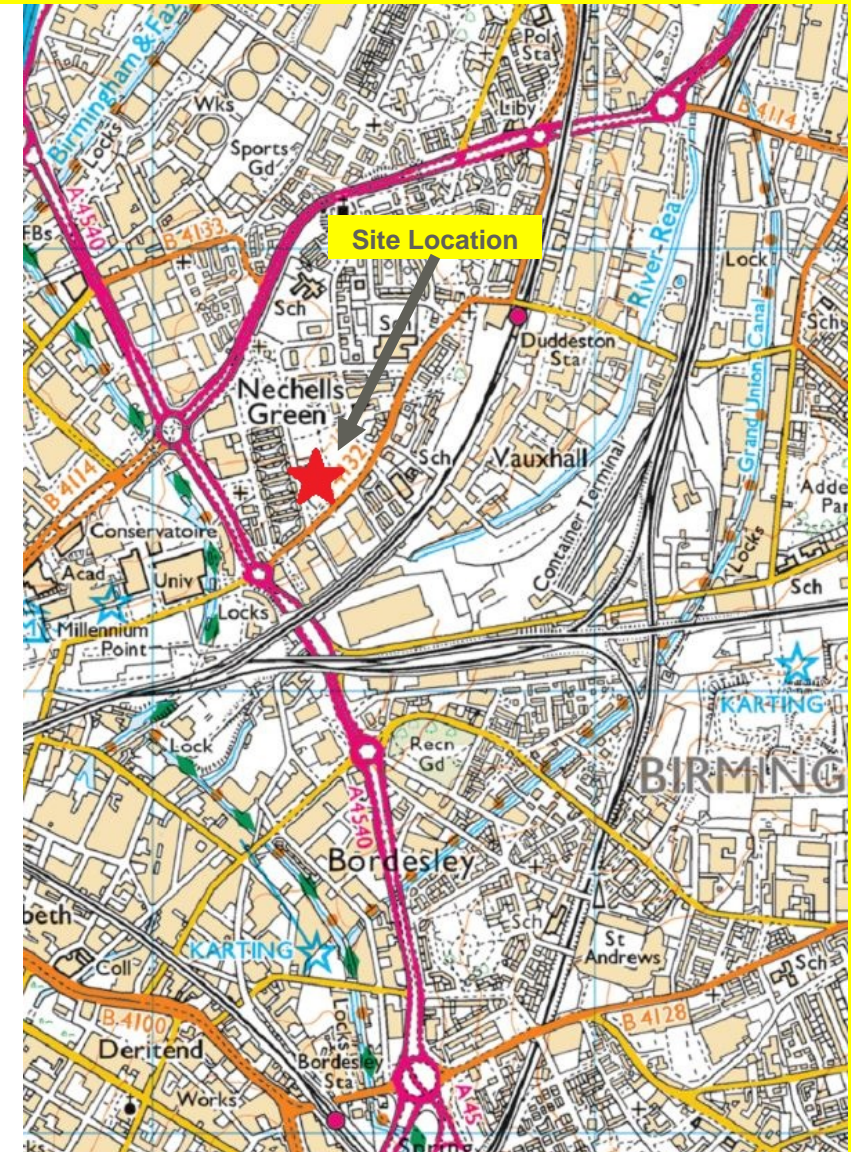 Birmingham & Faz
Pol
Sta
Wks
Liby
Locks
B 4114
Sports
Gd
A 4540
FBs
B 4133
Site Location
River Rea
Lock
Sch
Sch
Sch
Duddeston
Sta
Grand Union Canal
Nechells
Green
Sch
Vauxhall
B 4114
Container Terminal
Adde
Par
Conservatoire
Acad
Univ
Locks
Locks
Sch
Millennium
Point
KARTING
Lock
Recn
Gd
BIRMING
A 4540
Bordesley
beth
Sch
St
Andrews
KARTING
Coll
Sch
B 4100
Locks
B 4128
Deritend
Bordesley
Sta
Works
A 45
Spring
ks